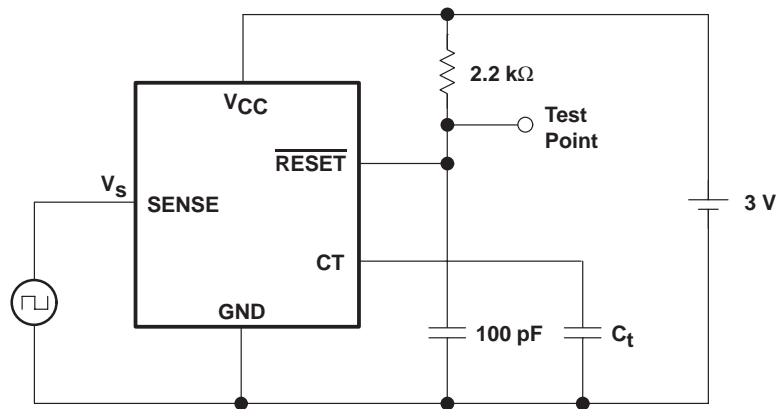 2.2 kΩ
VCC
Test
Point
RESET
Vs
SENSE
3 V
CT
GND
100 pF
Ct